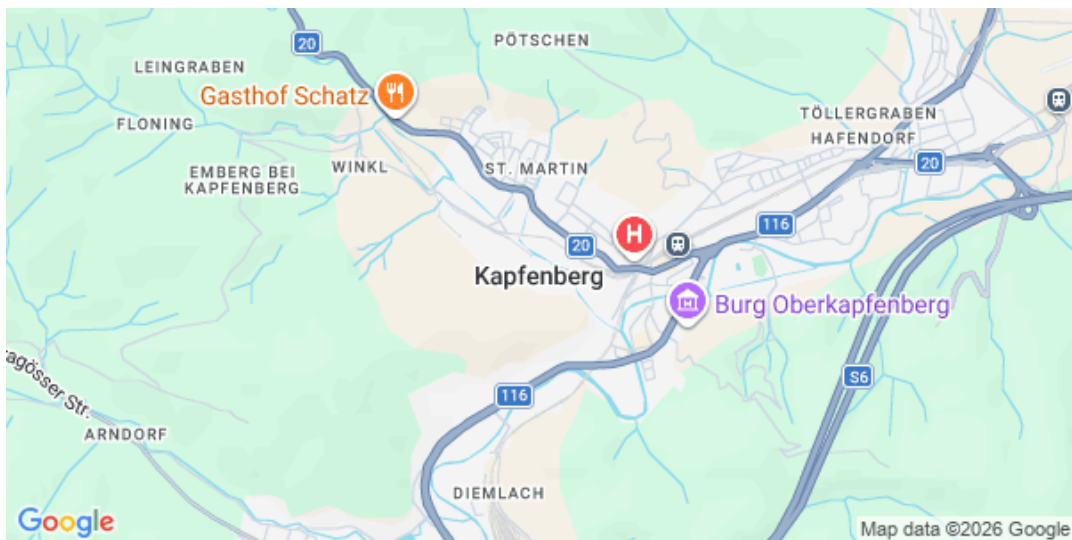 PÖTSCHEN
20
LEINGRABEN
Gasthof Schatz
FLONING
TÖLLERGRABEN
HAFENDORF
WINKL
ST. MARTIN
20
EMBERG BEI
KAPFENBERG
116
H
20
Kapfenberg
Burg Oberkapfenberg
ragösser Str.
S6
116
ARNDORF
DIEMLACH
Google
Map data ©2026 Google